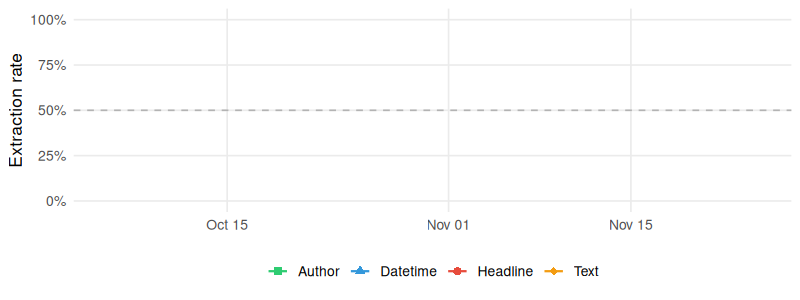 Extraction rate
100%
75%
50%
25%
0%
Oct 15 Nov 01 Nov 15
Author Datetime Headline Text